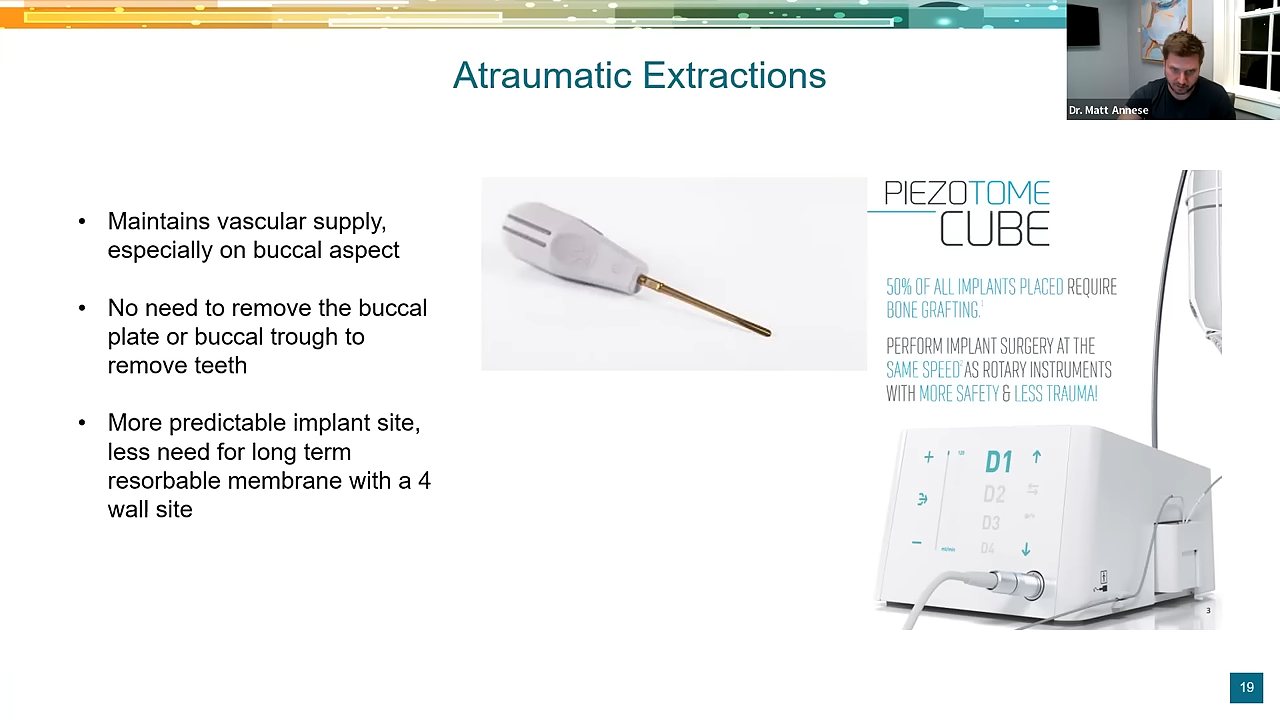 Atraumatic Extractions
Dr. Matt Annese
• Maintains vascular supply,
especially on buccal aspect
• No need to remove the buccal
plate or buccal trough to
remove teeth
• More predictable implant site,
less need for long term
resorbable membrane with a 4
wall site
PIEZOTOME
CUBE
50% OF ALL IMPLANTS PLACED REQUIRE
BONE GRAFTING.1
PERFORM IMPLANT SURGERY AT THE
SAME SPEED2 AS ROTARY INSTRUMENTS
WITH MORE SAFETY & LESS TRAUMA!
+
D1
D2
D3
D4
−
3
19